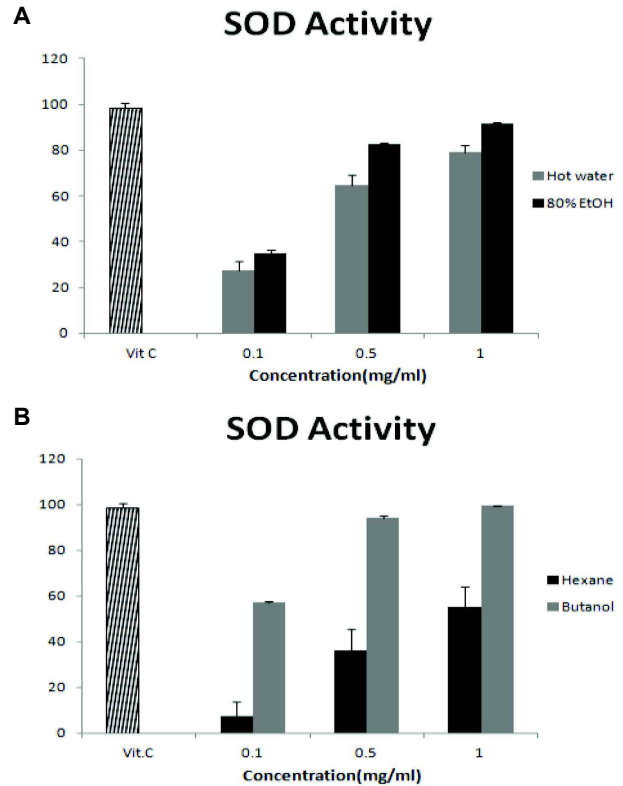 A
SOD Activity
120
100
80
60
40
20
0
Hot water
80% EtOH
Vit C 0.1 0.5 1
Concentration(mg/ml)
B
SOD Activity
120
100
80
60
40
20
0
Hexane
Butanol
Vit.C 0.1 0.5 1
Concentration(mg/ml)